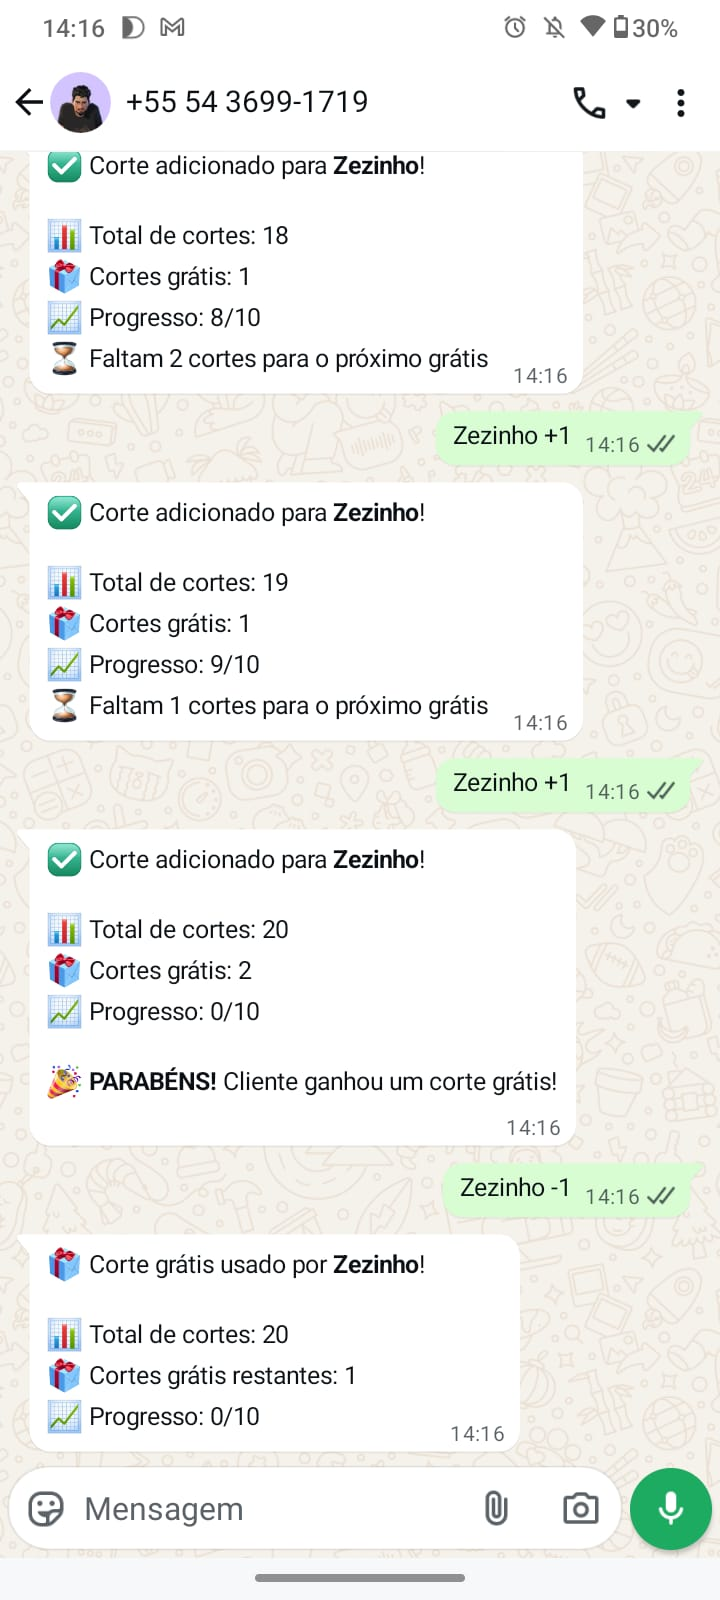 14:16 30%
+55 54 3699-1719
✅ Corte adicionado para Zezinho!
📊 Total de cortes: 18
🎁 Cortes grátis: 1
📈 Progresso: 8/10
⏳ Faltam 2 cortes para o próximo grátis 14:16
Zezinho +1 14:16
✅ Corte adicionado para Zezinho!
📊 Total de cortes: 19
🎁 Cortes grátis: 1
📈 Progresso: 9/10
⏳ Faltam 1 cortes para o próximo grátis 14:16
Zezinho +1 14:16
✅ Corte adicionado para Zezinho!
📊 Total de cortes: 20
🎁 Cortes grátis: 2
📈 Progresso: 0/10
🎉 PARABÉNS! Cliente ganhou um corte grátis!
14:16
Zezinho -1 14:16
🎁 Corte grátis usado por Zezinho!
📊 Total de cortes: 20
🎁 Cortes grátis restantes: 1
📈 Progresso: 0/10 14:16
Mensagem